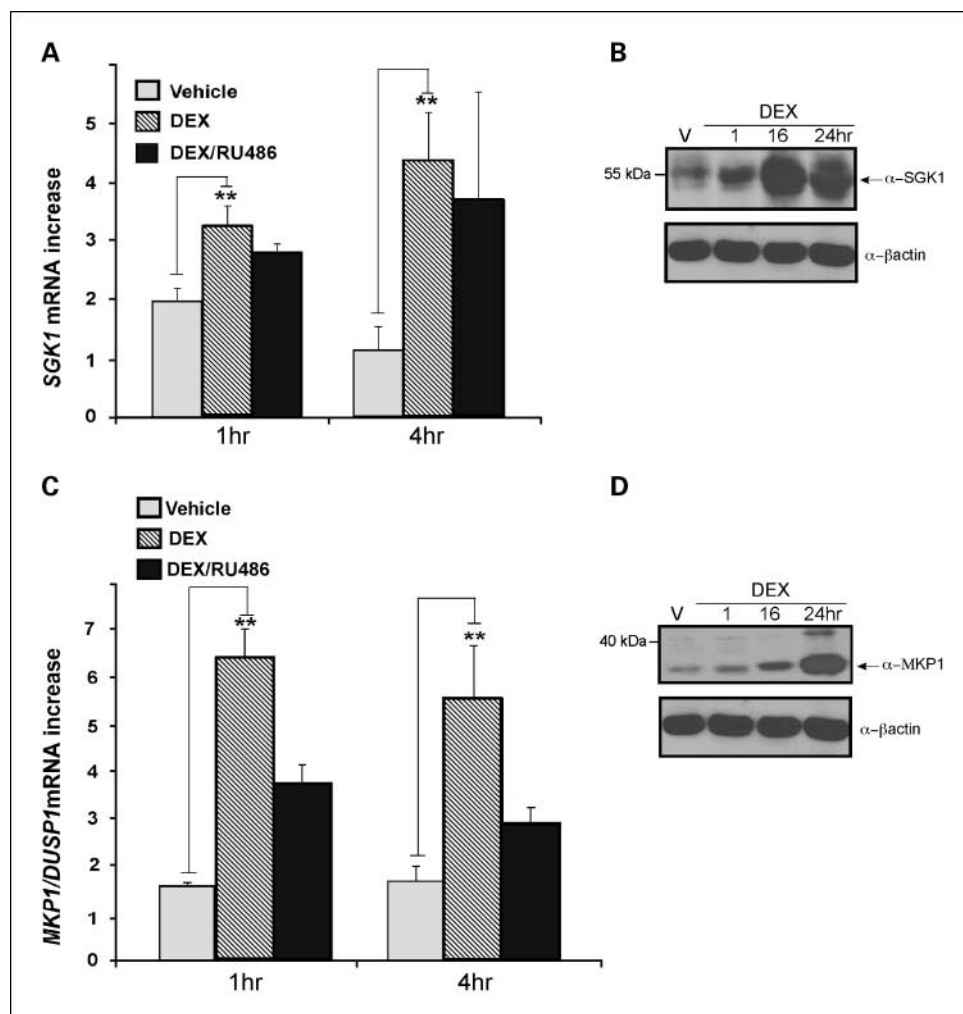 A
Vehicle
DEX
DEX/RU486
SGK1 mRNA increase
5
4
3
2
1
0
**
**
1hr
4hr
B
DEX
V 1 16 24hr
55 kDa
α-SGK1
α-βactin
C
Vehicle
DEX
DEX/RU486
MKP1/DUSP1mRNA increase
7
6
5
4
3
2
1
0
**
**
1hr
4hr
D
DEX
V 1 16 24hr
40 kDa
α-MKP1
α-βactin